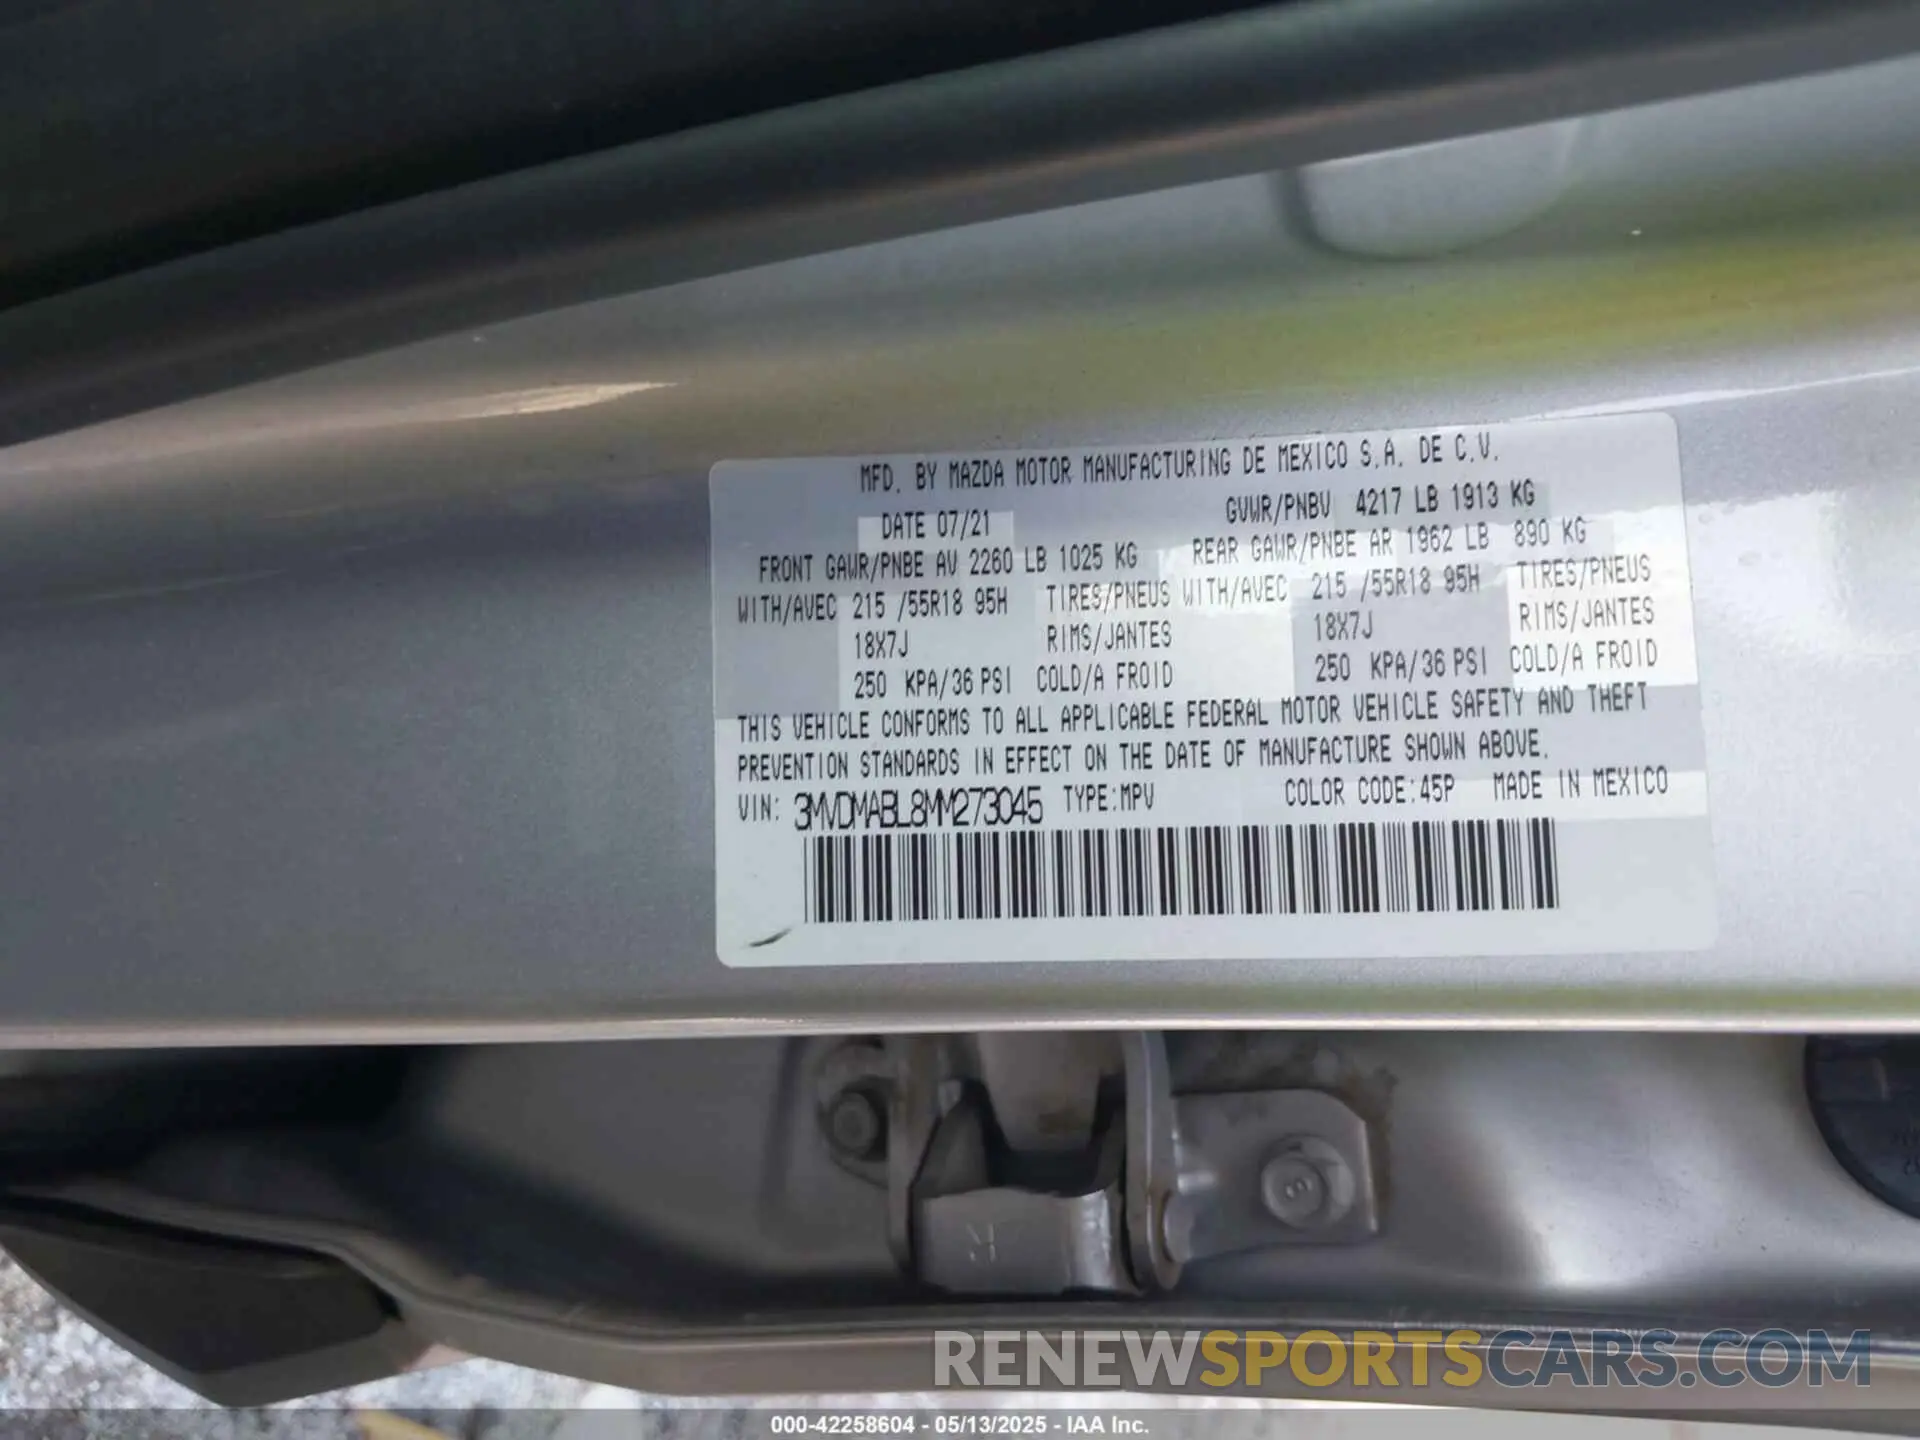 MFD. BY MAZDA MOTOR MANUFACTURING DE MEXICO S.A. DE C.V.
DATE 07/21 GVWR/PNBV 4217 LB 1913 KG
FRONT GAWR/PNBE AV 2260 LB 1025 KG REAR GAWR/PNBE AR 1962 LB 890 KG
WITH/AVEC 215 /55R18 95H TIRES/PNEUS WITH/AVEC 215 /55R18 95H TIRES/PNEUS
18X7J RIMS/JANTES 18X7J RIMS/JANTES
250 KPA/36 PSI COLD/A FROID 250 KPA/36 PSI COLD/A FROID
THIS VEHICLE CONFORMS TO ALL APPLICABLE FEDERAL MOTOR VEHICLE SAFETY AND THEFT
PREVENTION STANDARDS IN EFFECT ON THE DATE OF MANUFACTURE SHOWN ABOVE.
VIN: 3MVDMABL8MM273045 TYPE:MPV COLOR CODE:45P MADE IN MEXICO
RENEWSPORTSCARS.COM
000-42258604 - 05/13/2025 - IAA Inc.